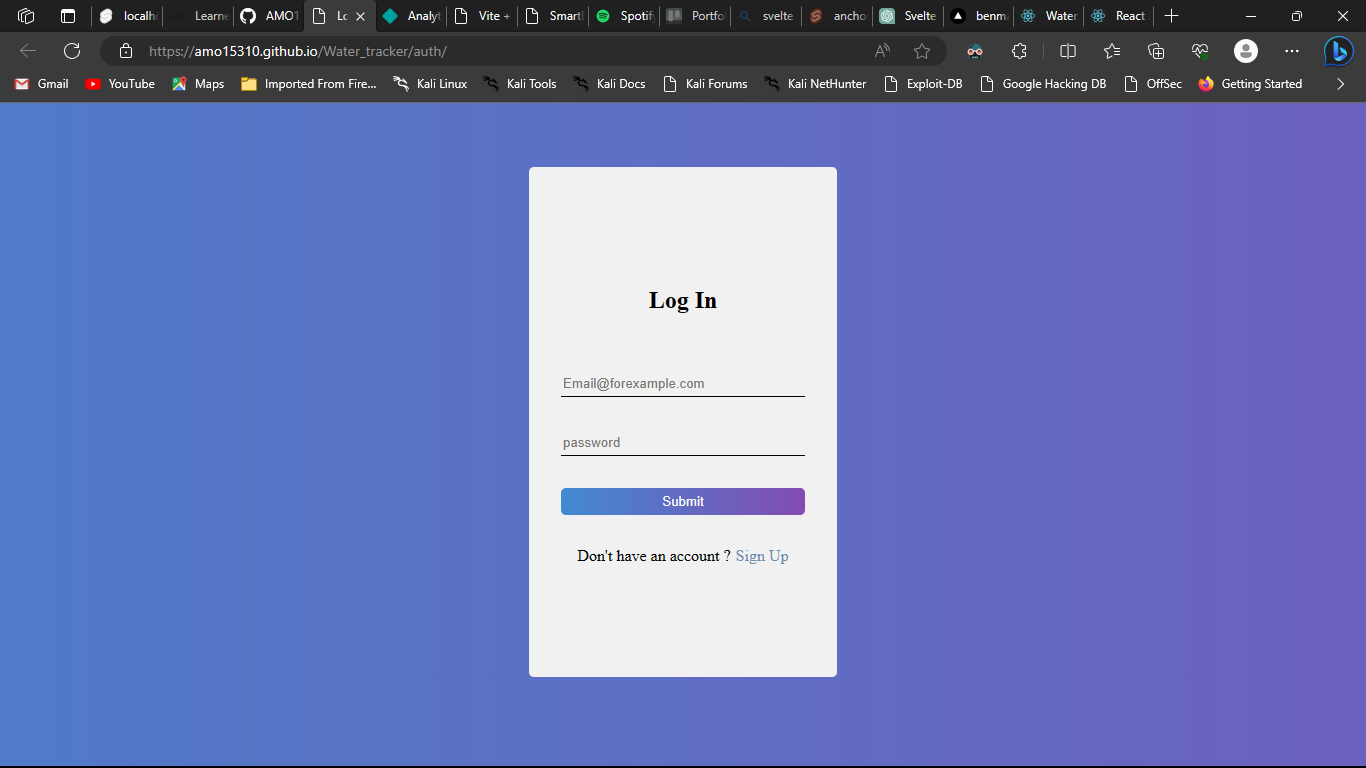 localh
Learne
AMO1
Lo
Analyt
Vite +
Smart
Spotify
Portfo
svelte
ancho
Svelte
benma
Water
React
https://amo15310.github.io/Water_tracker/auth/
Gmail
YouTube
Maps
Imported From Fire...
Kali Linux
Kali Tools
Kali Docs
Kali Forums
Kali NetHunter
Exploit-DB
Google Hacking DB
OffSec
Getting Started
Log In
Email@forexample.com
password
Submit
Don't have an account ? Sign Up